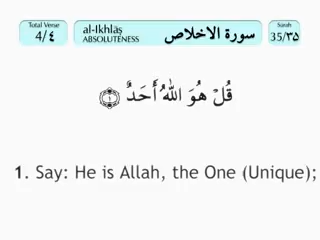 Total Verse
4/٤
al-Ikhlāṣ
ABSOLUTENESS
سورة الاخلاص
Sūrah
35/٣٥
قُلْ هُوَ اللَّهُ أَحَدٌ ﴿١﴾
1. Say: He is Allah, the One (Unique);